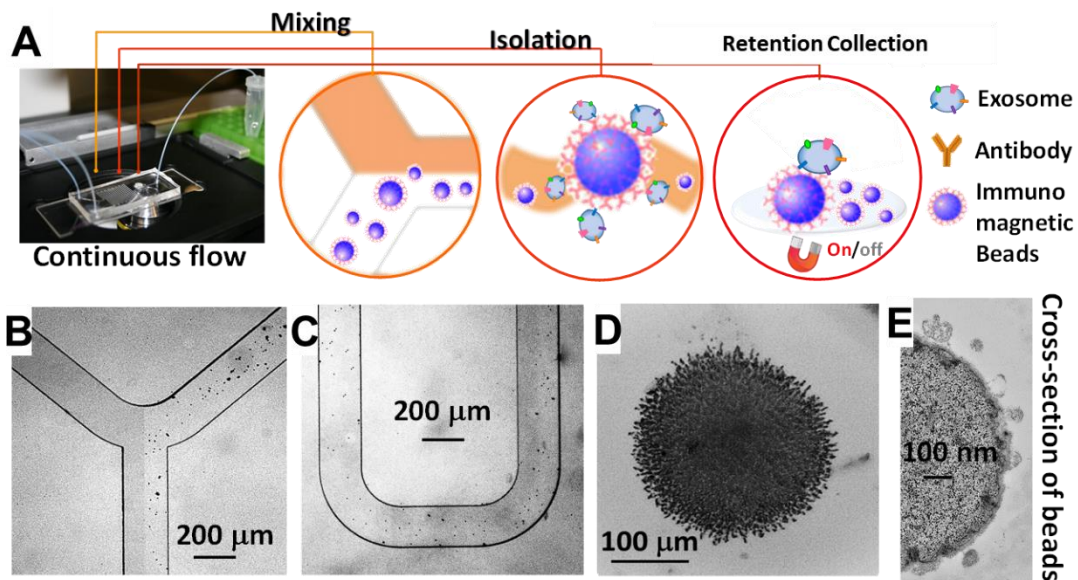 A
Mixing
Isolation
Retention Collection
Continuous flow
On/off
Exosome
Antibody
Immuno
magnetic
Beads
B
200 μm
C
200 μm
D
100 μm
E
100 nm
Cross-section of beads